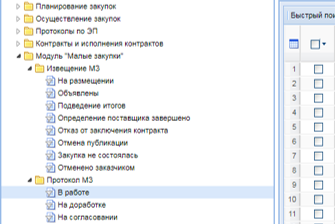 Планирование закупок
Осуществление закупок
Протоколы по ЭП
Контракты и исполнения контрактов
Модуль "Малые закупки"
Извещение МЗ
На размещении
Объявлены
Подведение итогов
Определение поставщика завершено
Отказ от заключения контракта
Отмена публикации
Закупка не состоялась
Отменено заказчиком
Протокол МЗ
В работе
На доработке
На согласовании
Быстрый пои
1
2
3
4
5
6
7
8
9
10
11